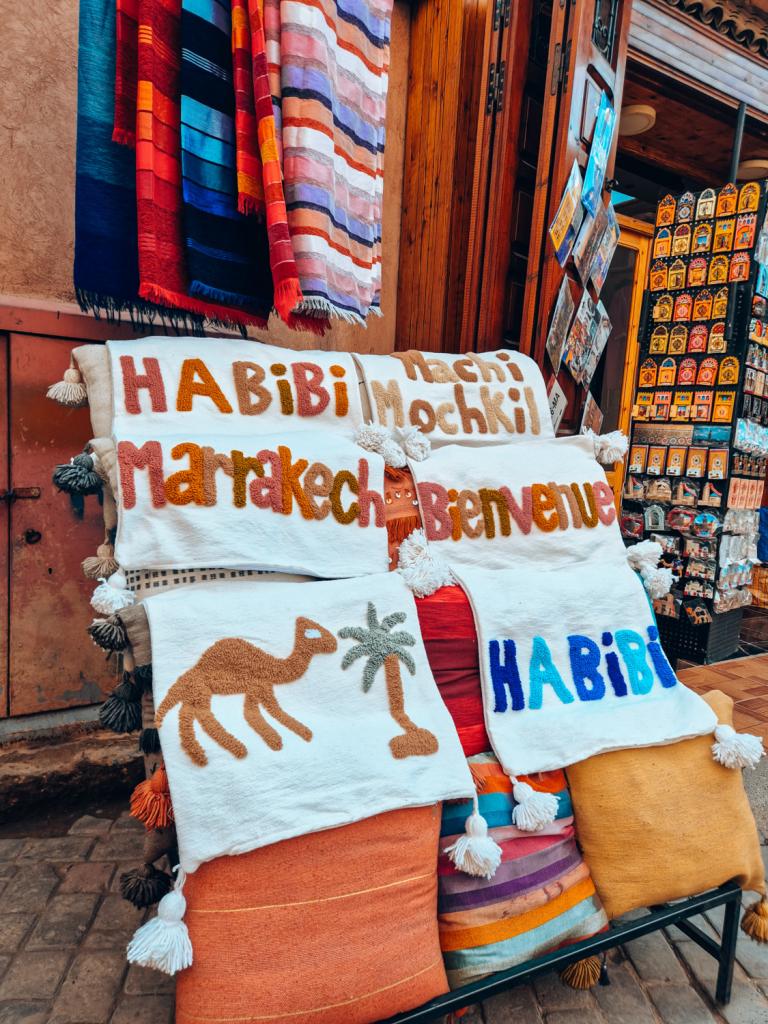 HABiBi
Machi
MochKil
Marrakech
Bienvenue
HABiBi